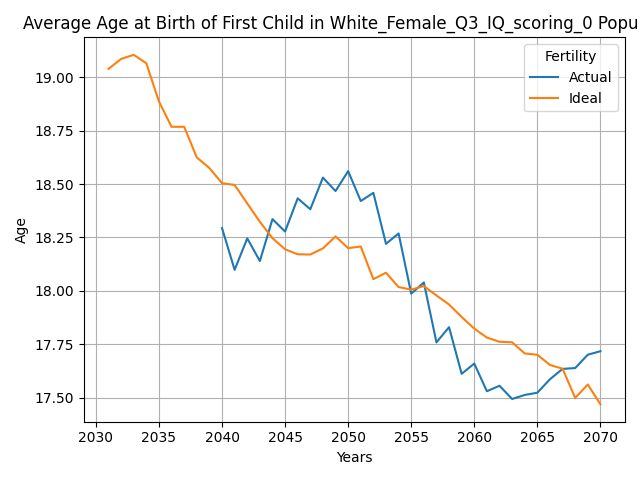 Average Age at Birth of First Child in White_Female_Q3_IQ_scoring_0 Popu
Fertility
Actual
Ideal
19.00
18.75
18.50
18.25
18.00
17.75
17.50
Age
2030 2035 2040 2045 2050 2055 2060 2065 2070
Years